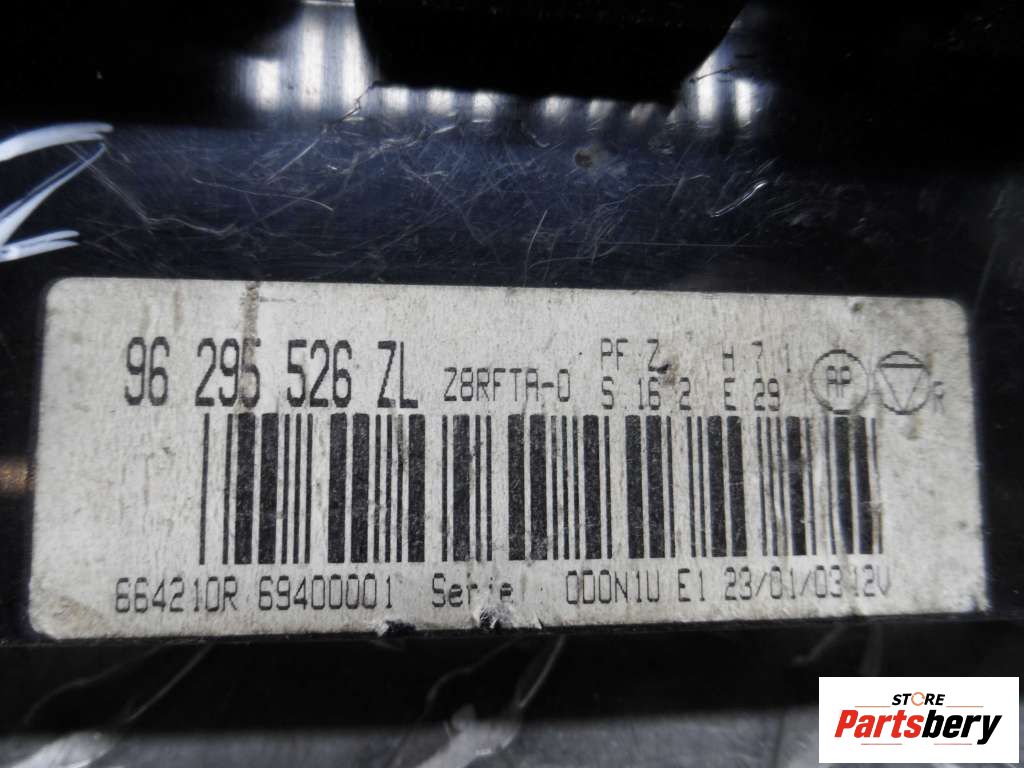 96 295 526 ZL Z8RFTA-0 PF Z H 7 1
S 16 2 E 29 AP R
664210R 69400001 Serie 0D0N1U E1 23/01/03 12V
STORE
Partsbery